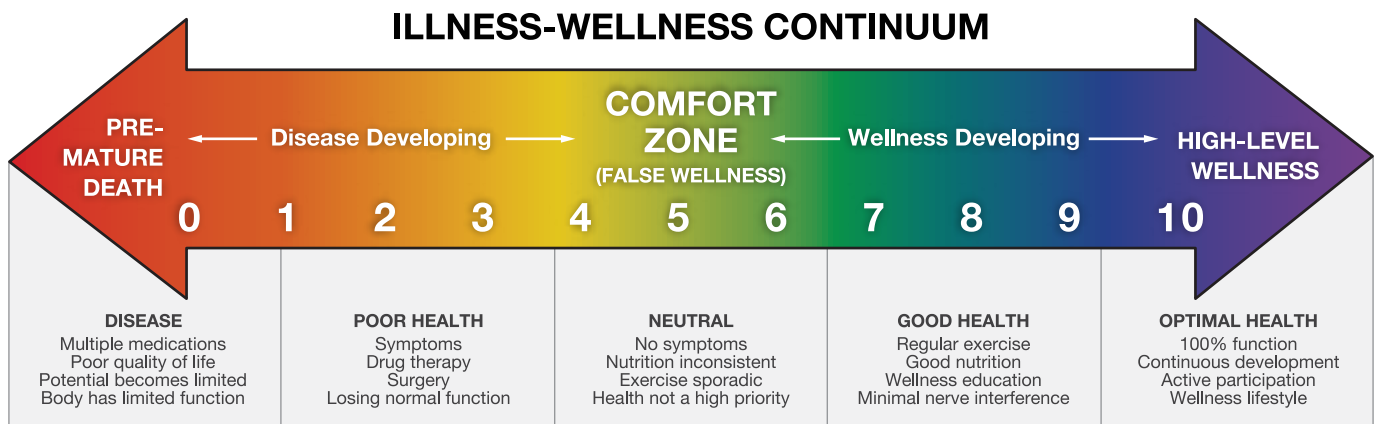 ILLNESS-WELLNESS CONTINUUM
PRE-
MATURE
DEATH
Disease Developing
COMFORT
ZONE
(FALSE WELLNESS)
Wellness Developing
HIGH-LEVEL
WELLNESS
0 1 2 3 4 5 6 7 8 9 10
DISEASE
Multiple medications
Poor quality of life
Potential becomes limited
Body has limited function
POOR HEALTH
Symptoms
Drug therapy
Surgery
Losing normal function
NEUTRAL
No symptoms
Nutrition inconsistent
Exercise sporadic
Health not a high priority
GOOD HEALTH
Regular exercise
Good nutrition
Wellness education
Minimal nerve interference
OPTIMAL HEALTH
100% function
Continuous development
Active participation
Wellness lifestyle